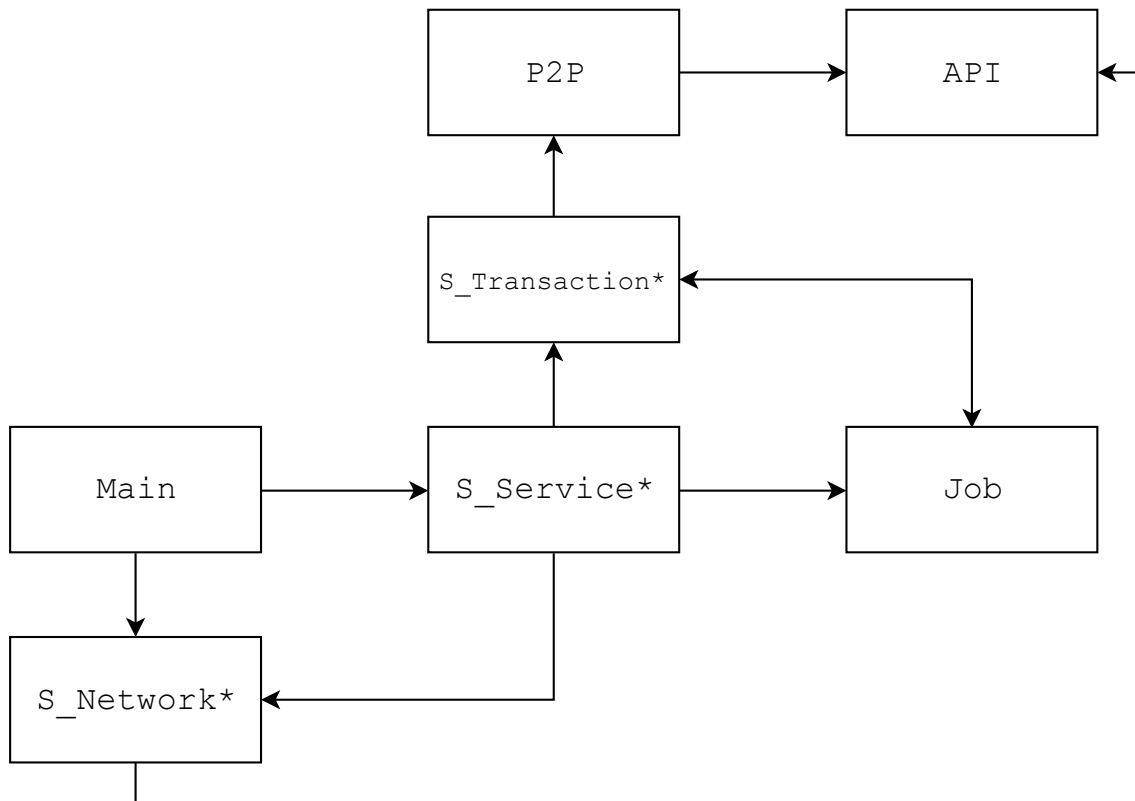 P2P
API
S_Transaction*
Main
S_Service*
Job
S_Network*